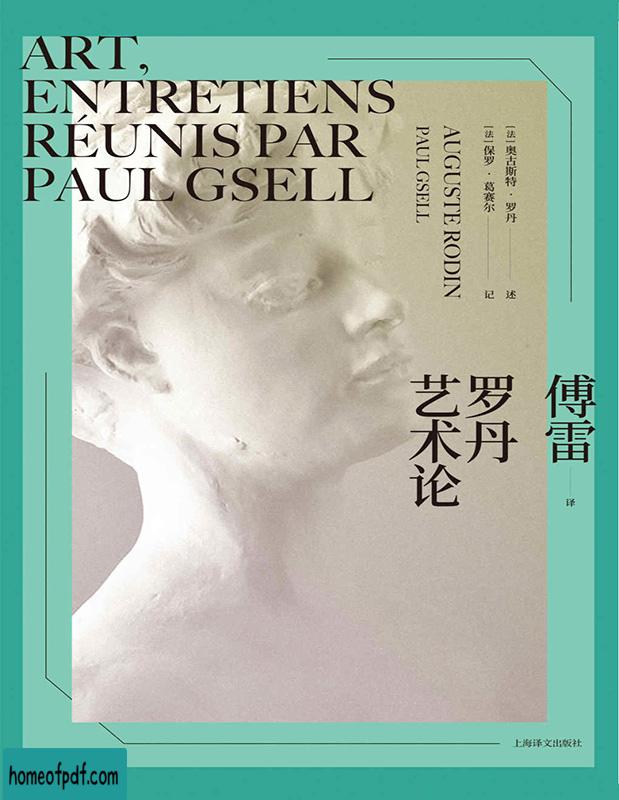 ART,
ENTRETIENS
RÉUNIS PAR
PAUL GSELL
[法]奥古斯特·罗丹——述
[法]保罗·葛赛尔——记
AUGUSTE RODIN
PAUL GSELL
傅雷——译
罗丹
艺术论
上海译文出版社
homeofpdf.com